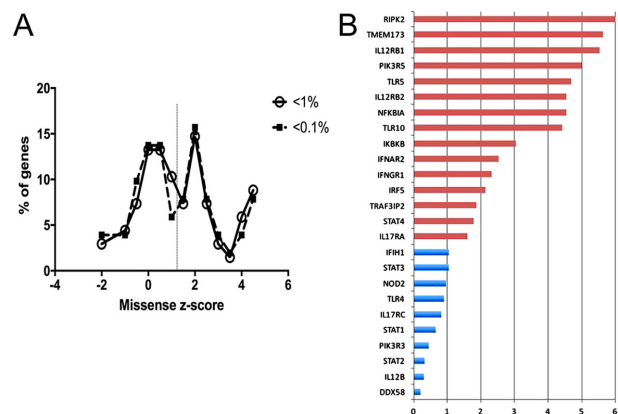 A
B
20
15
10
5
0
% of genes
-4
-2
0
2
4
6
Missense z-score
<1%
<0.1%
RIPK2
TMEM173
IL12RB1
PIK3R5
TLR5
IL12RB2
NFKBIA
TLR10
IKBKB
IFNAR2
IFNGR1
IRF5
TRAF3IP2
STAT4
IL17RA
IFIH1
STAT3
NOD2
TLR4
IL17RC
STAT1
PIK3R3
STAT2
IL12B
DDX58
0
1
2
3
4
5
6